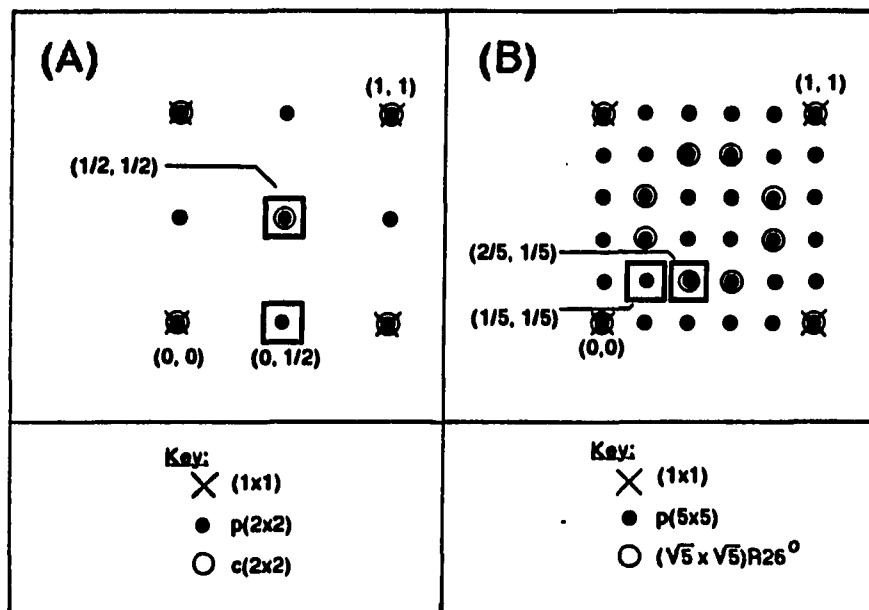 (A)
(1, 1)
(1/2, 1/2)
(0, 0)
(0, 1/2)
Key:
(1x1)
p(2x2)
c(2x2)
(B)
(1, 1)
(2/5, 1/5)
(1/5, 1/5)
(0,0)
Key:
(1x1)
p(5x5)
(√5 x √5)R26°